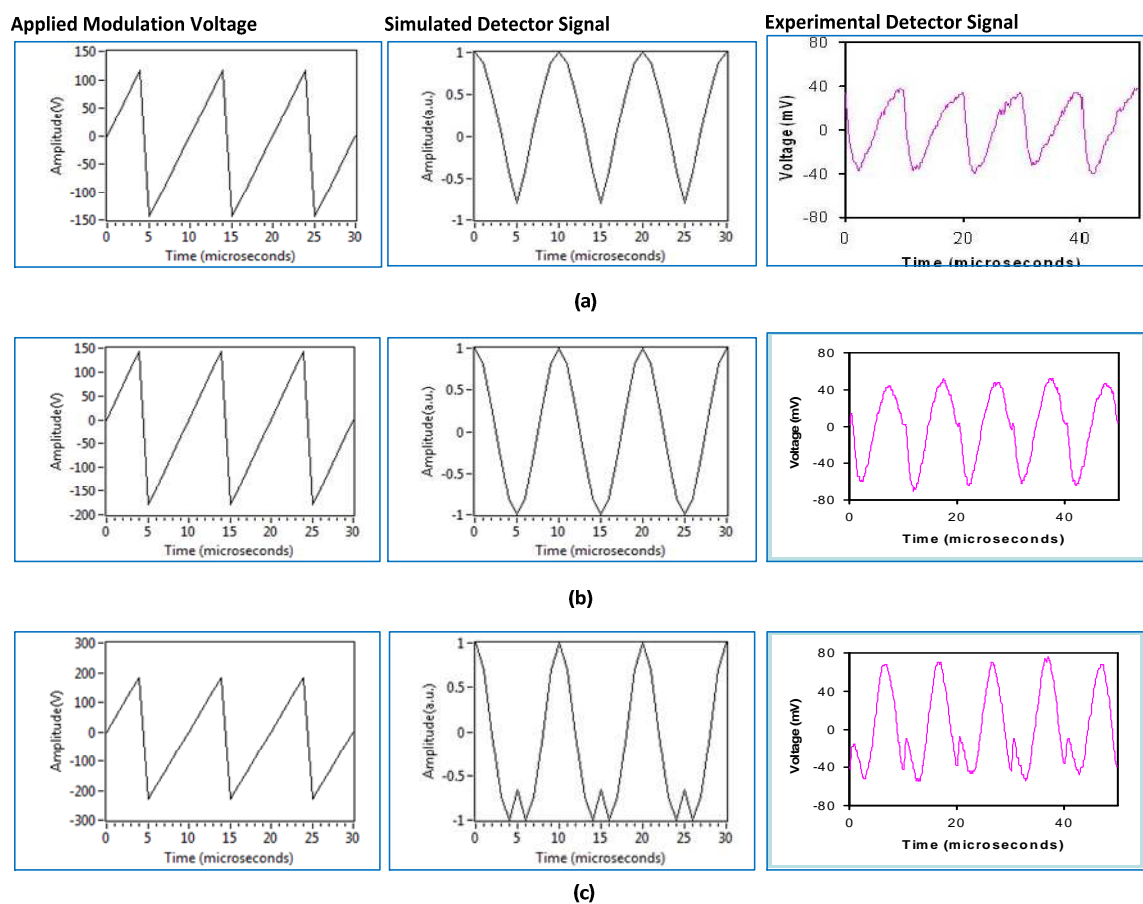 Applied Modulation Voltage Simulated Detector Signal Experimental Detector Signal
150
100
50
0
-50
-100
-150
Amplitude(V)
0 5 10 15 20 25 30
Time (microseconds)
1
0.5
0
-0.5
-1
Amplitude(a.u.)
0 5 10 15 20 25 30
Time (microseconds)
80
40
0
-40
-80
Voltage (mV)
0 20 40
Time (microseconds)
(a)
150
100
50
0
-50
-100
-150
-200
Amplitude(V)
0 5 10 15 20 25 30
Time (microseconds)
1
0.5
0
-0.5
-1
Amplitude(a.u.)
0 5 10 15 20 25 30
Time (microseconds)
80
40
0
-40
-80
Voltage (mV)
0 20 40
Time (microseconds)
(b)
300
200
100
0
-100
-200
-300
Amplitude(V)
0 5 10 15 20 25 30
Time (microseconds)
1
0.5
0
-0.5
-1
Amplitude(a.u.)
0 5 10 15 20 25 30
Time (microseconds)
80
40
0
-40
-80
Voltage (mV)
0 20 40
Time (microseconds)
(c)